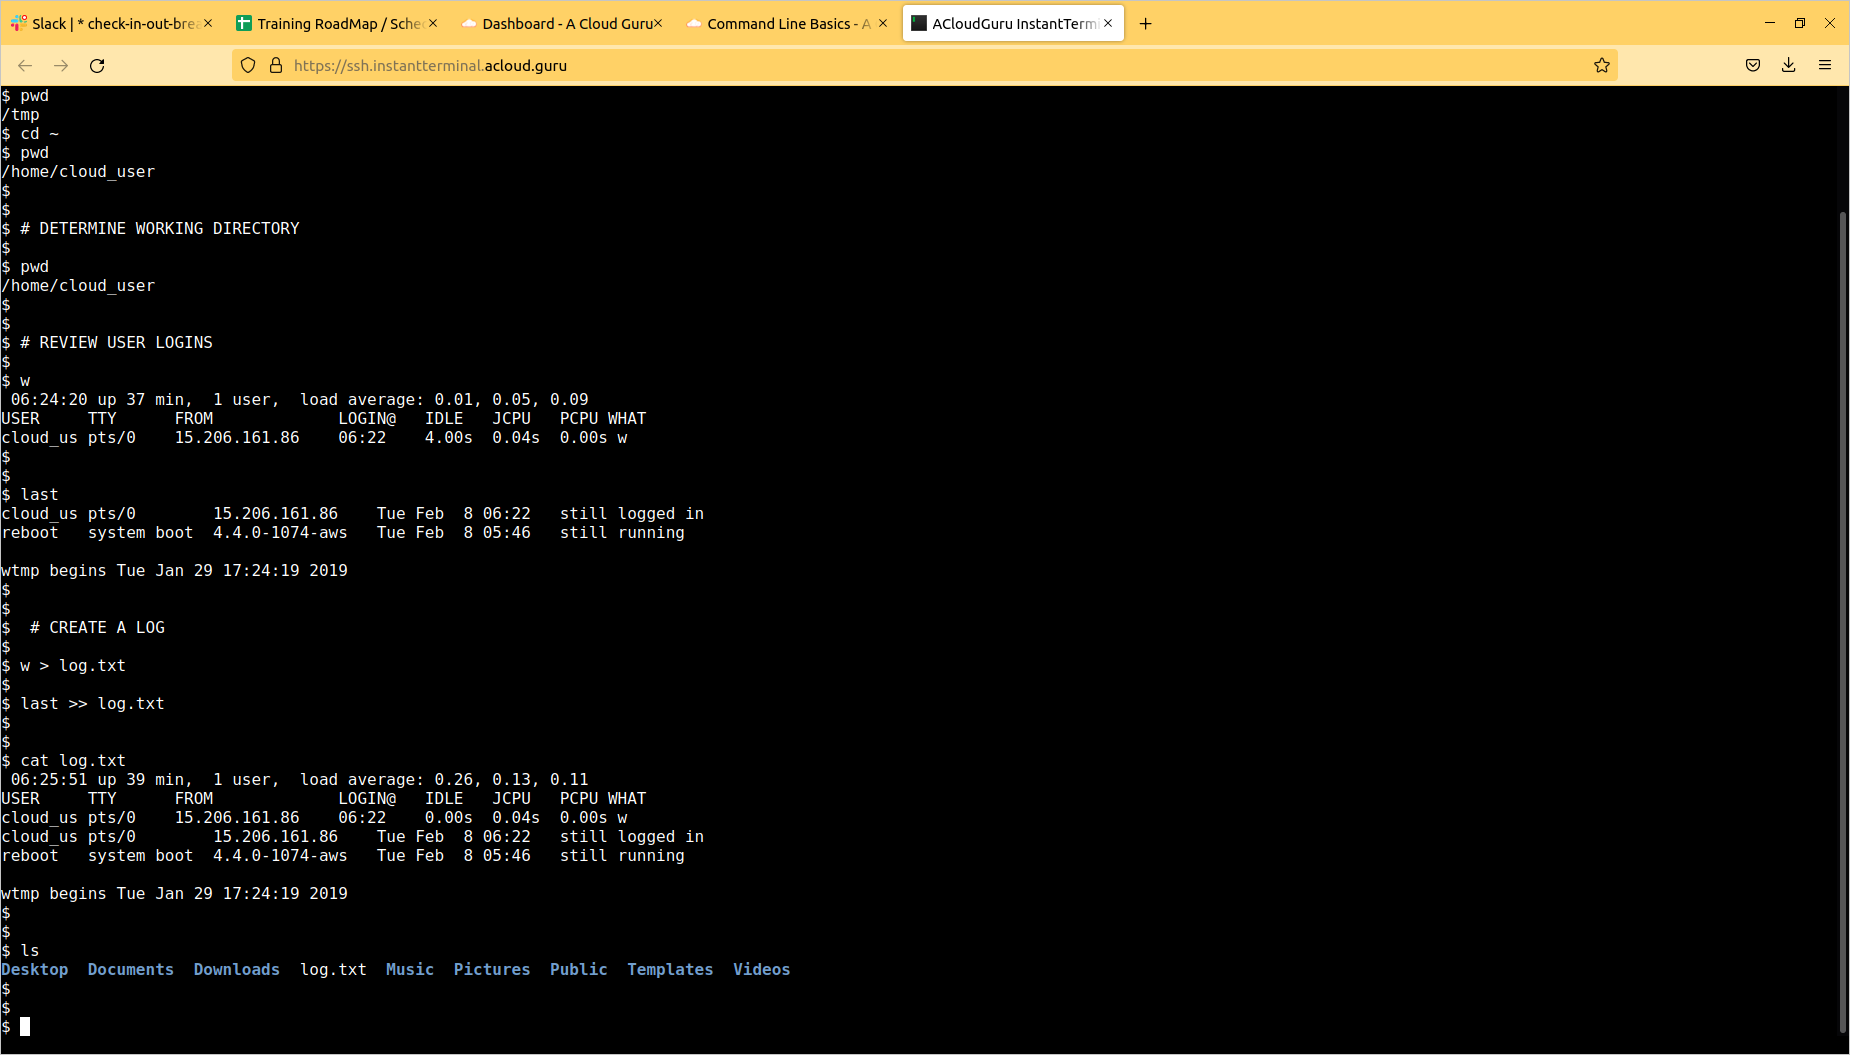 Slack | * check-in-out-brea
Training RoadMap / Sche
Dashboard - A Cloud Guru
Command Line Basics - A
ACloudGuru InstantTermi
https://ssh.instantterminal.acloud.guru
$ pwd
/tmp
$ cd ~
$ pwd
/home/cloud_user
$
$
$ # DETERMINE WORKING DIRECTORY
$
$ pwd
/home/cloud_user
$
$
$ # REVIEW USER LOGINS
$
$ w
 06:24:20 up 37 min,  1 user,  load average: 0.01, 0.05, 0.09
USER     TTY      FROM             LOGIN@   IDLE   JCPU   PCPU WHAT
cloud_us pts/0    15.206.161.86    06:22    4.00s  0.04s  0.00s w
$
$
$ last
cloud_us pts/0        15.206.161.86    Tue Feb  8 06:22   still logged in
reboot   system boot  4.4.0-1074-aws   Tue Feb  8 05:46   still running

wtmp begins Tue Jan 29 17:24:19 2019
$
$
$  # CREATE A LOG
$
$ w > log.txt
$
$ last >> log.txt
$
$
$ cat log.txt
 06:25:51 up 39 min,  1 user,  load average: 0.26, 0.13, 0.11
USER     TTY      FROM             LOGIN@   IDLE   JCPU   PCPU WHAT
cloud_us pts/0    15.206.161.86    06:22    0.00s  0.04s  0.00s w
cloud_us pts/0        15.206.161.86    Tue Feb  8 06:22   still logged in
reboot   system boot  4.4.0-1074-aws   Tue Feb  8 05:46   still running

wtmp begins Tue Jan 29 17:24:19 2019
$
$
$ ls
Desktop  Documents  Downloads  log.txt  Music  Pictures  Public  Templates  Videos
$
$
$